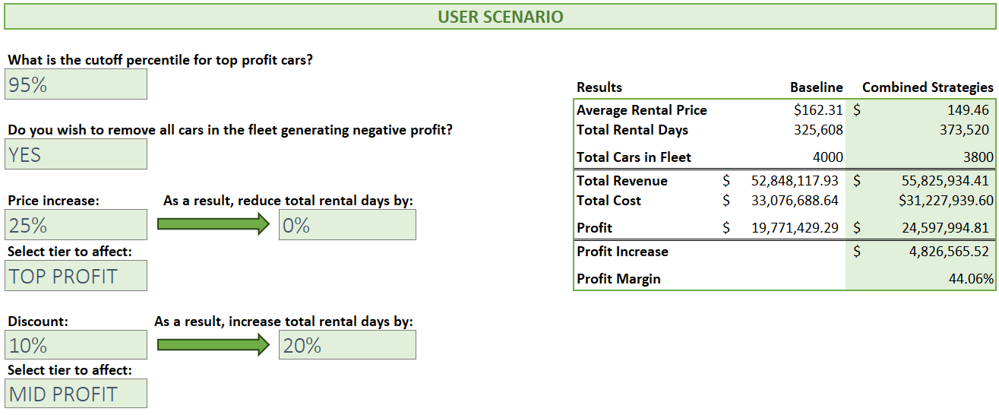 USER SCENARIO
What is the cutoff percentile for top profit cars?
95%
Do you wish to remove all cars in the fleet generating negative profit?
YES
Price increase: As a result, reduce total rental days by:
25% 0%
Select tier to affect:
TOP PROFIT
Discount: As a result, increase total rental days by:
10% 20%
Select tier to affect:
MID PROFIT
Results Baseline Combined Strategies
Average Rental Price $162.31 $ 149.46
Total Rental Days 325,608 373,520
Total Cars in Fleet 4000 3800
Total Revenue $ 52,848,117.93 $ 55,825,934.41
Total Cost $ 33,076,688.64 $31,227,939.60
Profit $ 19,771,429.29 $ 24,597,994.81
Profit Increase $ 4,826,565.52
Profit Margin 44.06%